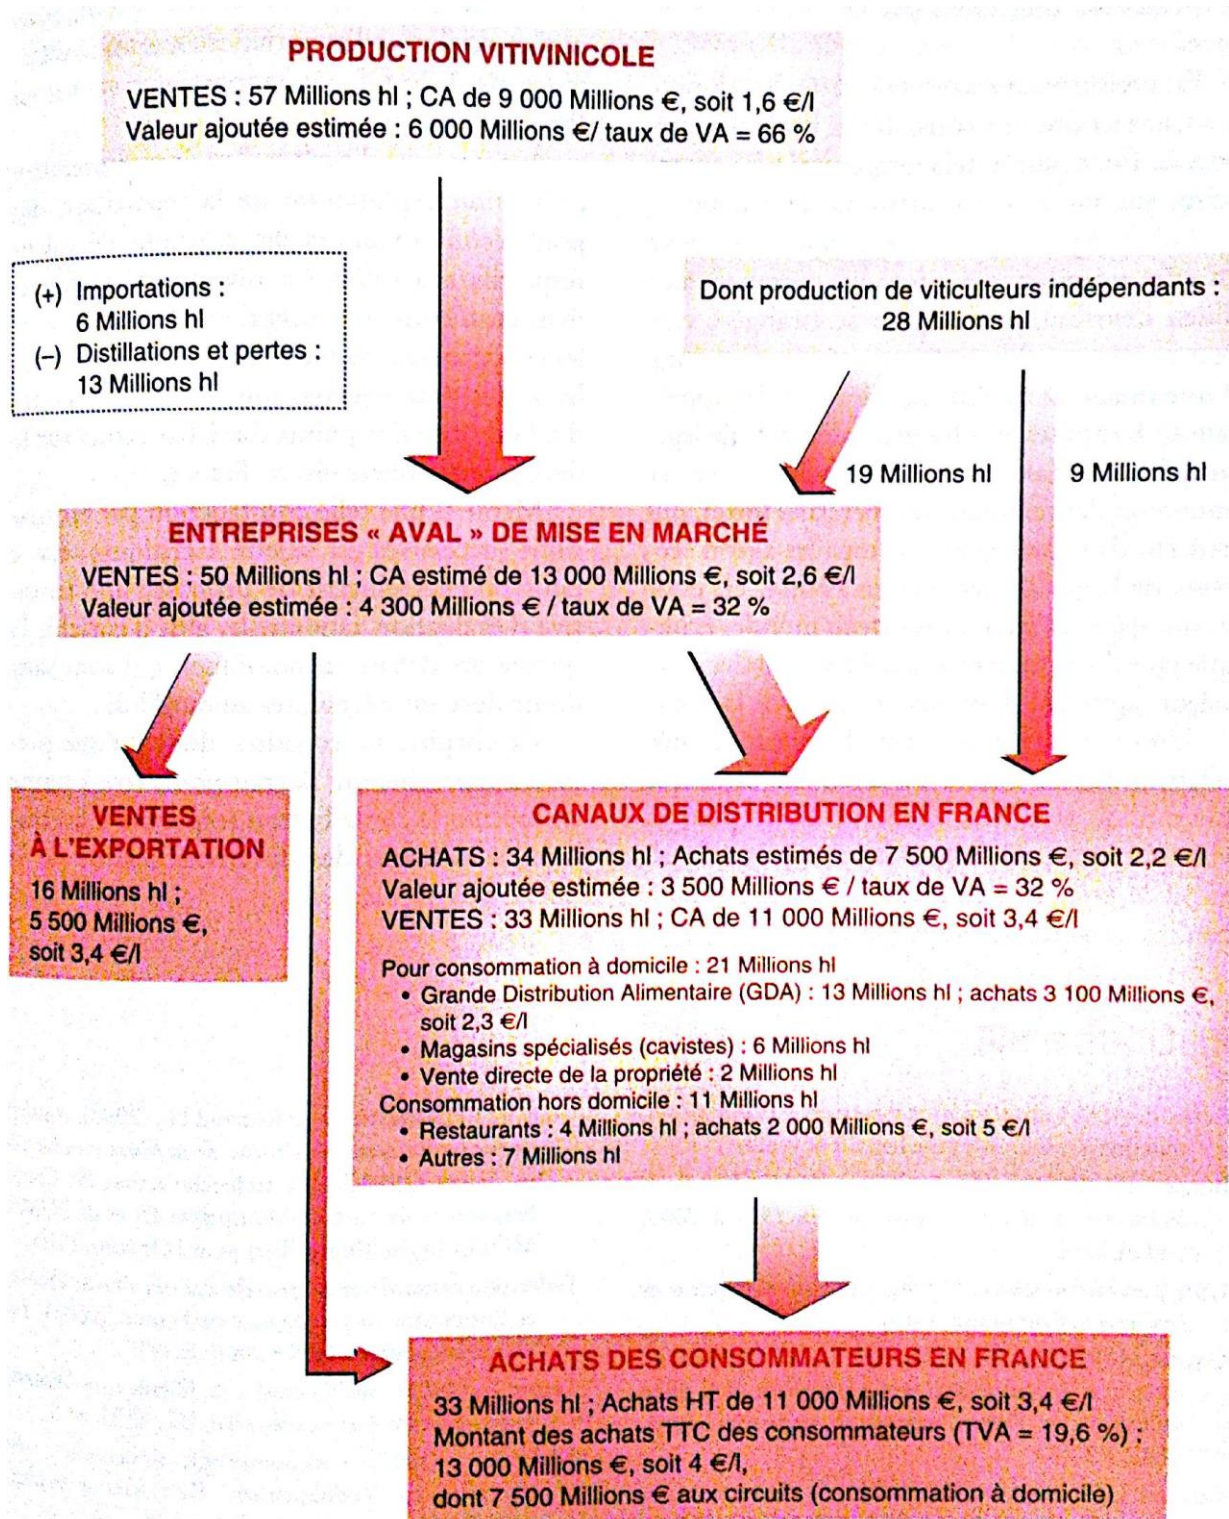 PRODUCTION VITIVINICOLE
VENTES : 57 Millions hl ; CA de 9 000 Millions €, soit 1,6 €/l
Valeur ajoutée estimée : 6 000 Millions €/ taux de VA = 66 %
(+) Importations :
6 Millions hl
(–) Distillations et pertes :
13 Millions hl
Dont production de viticulteurs indépendants :
28 Millions hl
19 Millions hl
9 Millions hl
ENTREPRISES « AVAL » DE MISE EN MARCHÉ
VENTES : 50 Millions hl ; CA estimé de 13 000 Millions €, soit 2,6 €/l
Valeur ajoutée estimée : 4 300 Millions € / taux de VA = 32 %
VENTES
À L'EXPORTATION
16 Millions hl ;
5 500 Millions €,
soit 3,4 €/l
CANAUX DE DISTRIBUTION EN FRANCE
ACHATS : 34 Millions hl ; Achats estimés de 7 500 Millions €, soit 2,2 €/l
Valeur ajoutée estimée : 3 500 Millions € / taux de VA = 32 %
VENTES : 33 Millions hl ; CA de 11 000 Millions €, soit 3,4 €/l
Pour consommation à domicile : 21 Millions hl
• Grande Distribution Alimentaire (GDA) : 13 Millions hl ; achats 3 100 Millions €,
soit 2,3 €/l
• Magasins spécialisés (cavistes) : 6 Millions hl
• Vente directe de la propriété : 2 Millions hl
Consommation hors domicile : 11 Millions hl
• Restaurants : 4 Millions hl ; achats 2 000 Millions €, soit 5 €/l
• Autres : 7 Millions hl
ACHATS DES CONSOMMATEURS EN FRANCE
33 Millions hl ; Achats HT de 11 000 Millions €, soit 3,4 €/l
Montant des achats TTC des consommateurs (TVA = 19,6 %) :
13 000 Millions €, soit 4 €/l,
dont 7 500 Millions € aux circuits (consommation à domicile)